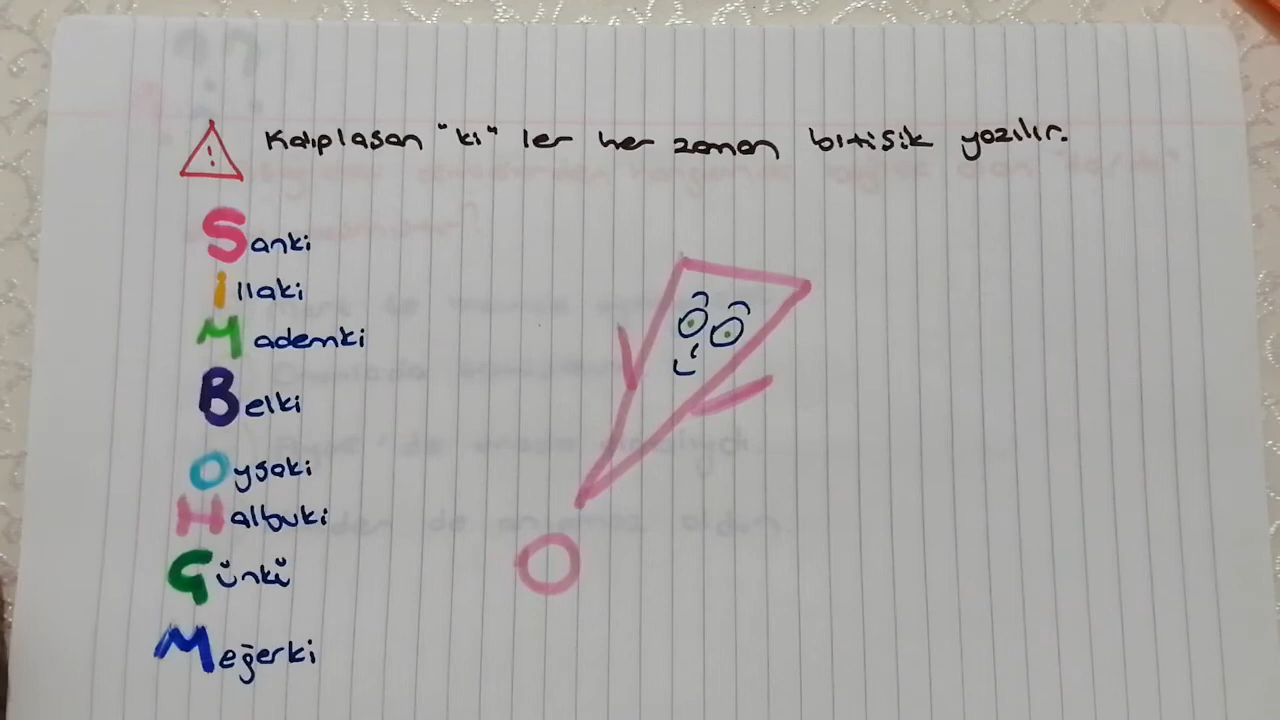 ! Kalıplaşan "ki" ler her zaman bitişik yazılır.
Sanki
İllaki
Mademki
Belki
Oysaki
Halbuki
Çünkü
Meğerki